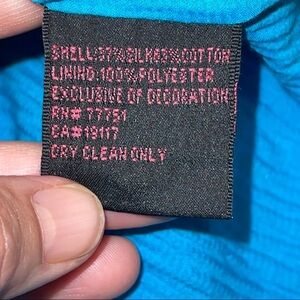 SHELL:37%SILK63%COTTON
LINING:100%POLYESTER
EXCLUSIVE OF DECORATION
RN# 77751
CA#19117
DRY CLEAN ONLY